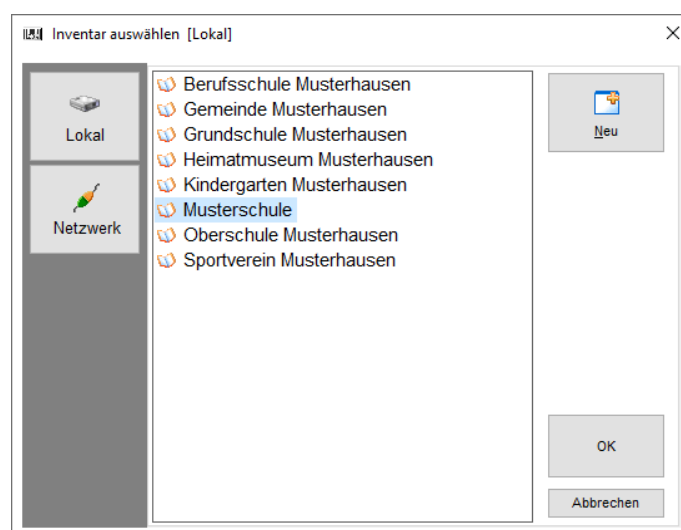 Inventar auswählen [Lokal]
Lokal
Netzwerk
Berufsschule Musterhausen
Gemeinde Musterhausen
Grundschule Musterhausen
Heimatmuseum Musterhausen
Kindergarten Musterhausen
Musterschule
Oberschule Musterhausen
Sportverein Musterhausen
Neu
OK
Abbrechen